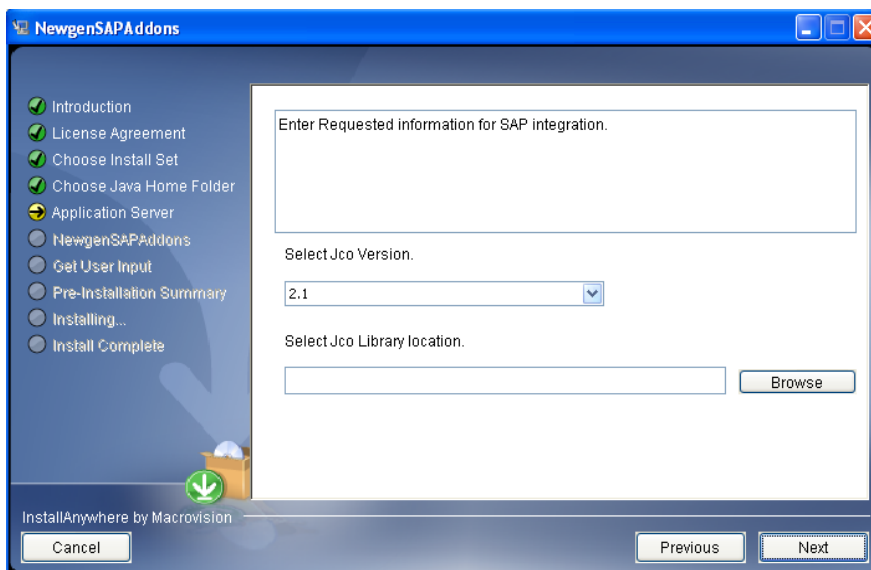 NewgenSAPAddons
Introduction
License Agreement
Choose Install Set
Choose Java Home Folder
Application Server
NewgenSAPAddons
Get User Input
Pre-Installation Summary
Installing...
Install Complete
Enter Requested information for SAP integration.
Select Jco Version.
2.1
Select Jco Library location.
Browse
InstallAnywhere by Macrovision
Cancel
Previous
Next